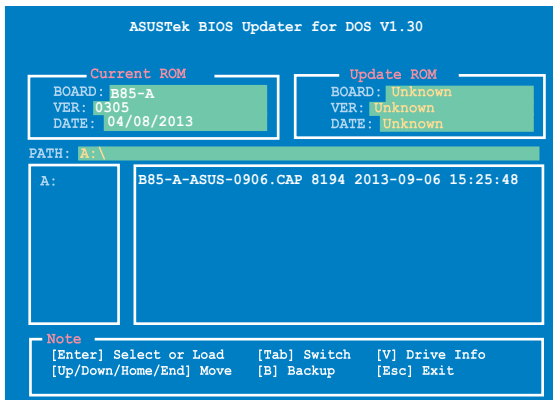 ASUSTek BIOS Updater for DOS V1.30
Current ROM
BOARD: B85-A
VER: 0305
DATE: 04/08/2013
Update ROM
BOARD: Unknown
VER: Unknown
DATE: Unknown
PATH: A:\
A:
B85-A-ASUS-0906.CAP 8194 2013-09-06 15:25:48
Note
[Enter] Select or Load [Tab] Switch [V] Drive Info
[Up/Down/Home/End] Move [B] Backup [Esc] Exit